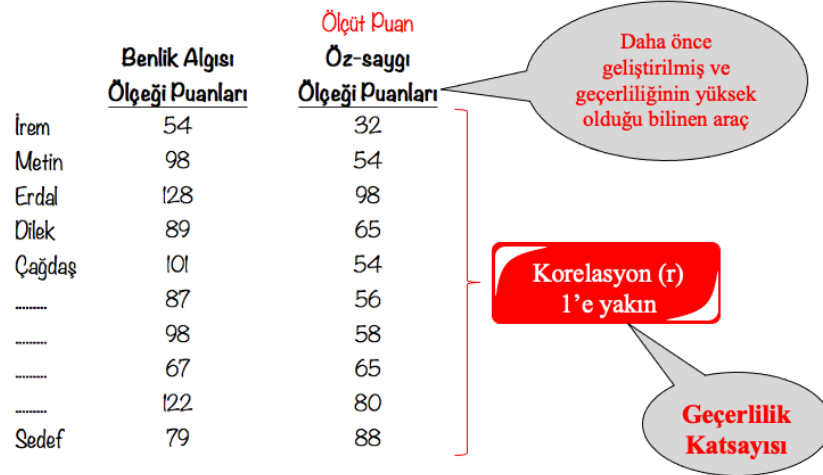 Ölçüt Puan
Benlik Algısı
Ölçeği Puanları
Öz-saygı
Ölçeği Puanları
Daha önce
geliştirilmiş ve
geçerliliğinin yüksek
olduğu bilinen araç
İrem 54 32
Metin 98 54
Erdal 128 98
Dilek 89 65
Çağdaş 101 54
.......... 87 56
.......... 98 58
.......... 67 65
.......... 122 80
Sedef 79 88
Korelasyon (r)
1’e yakın
Geçerlilik
Katsayısı